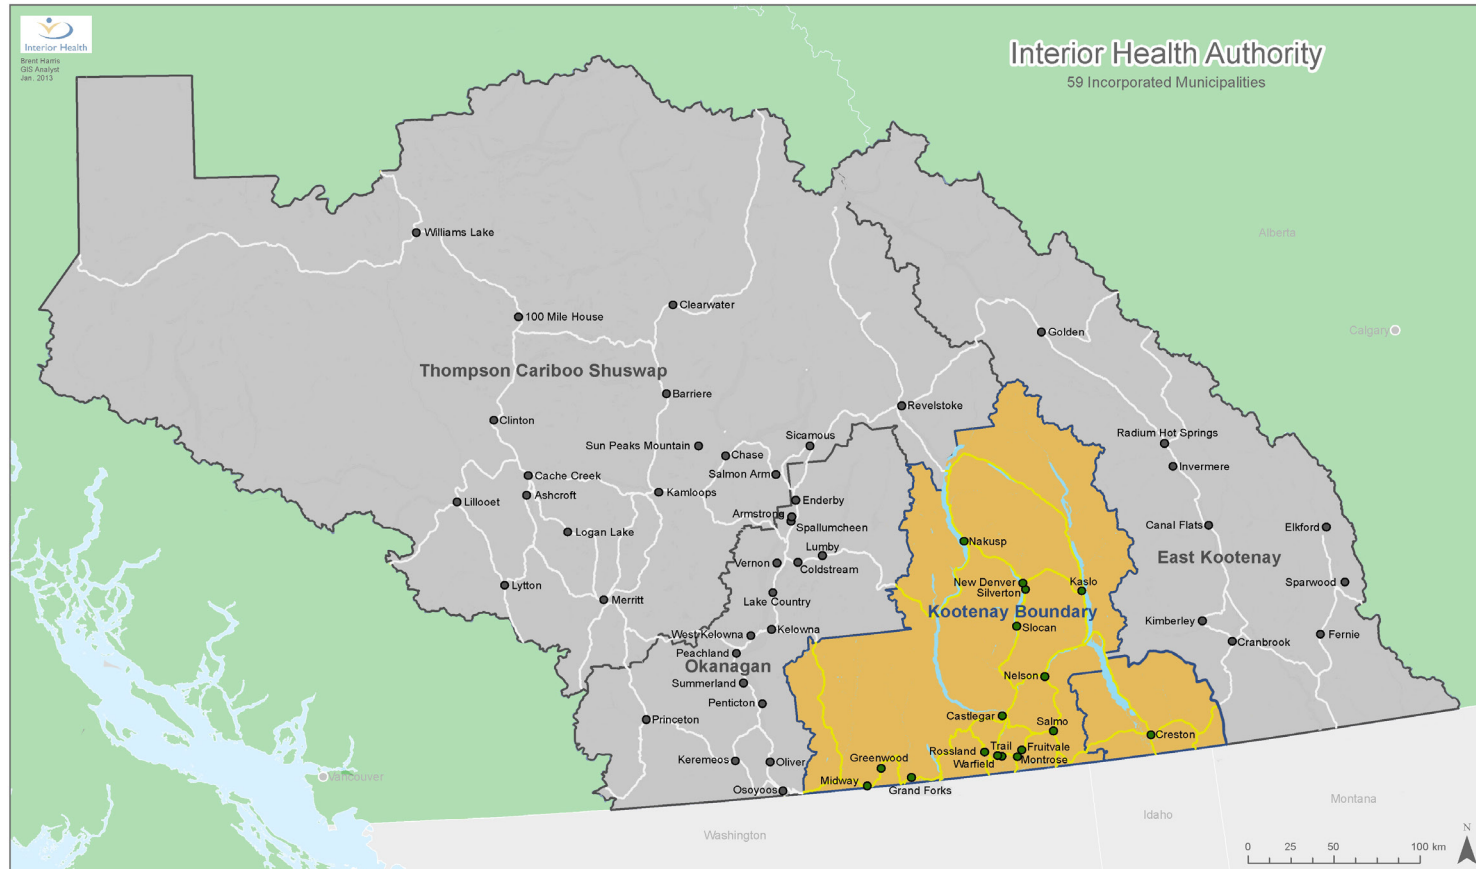 Interior Health
Brent Harris
GIS Analyst
Jan. 2013
Interior Health Authority
59 Incorporated Municipalities
Alberta
Williams Lake
Clearwater
100 Mile House
Golden
Calgary
Thompson Cariboo Shuswap
Barriere
Revelstoke
Clinton
Sicamous
Radium Hot Springs
Sun Peaks Mountain
Chase
Invermere
Salmon Arm
Cache Creek
Kamloops
Ashcroft
Lillooet
Enderby
Armstrong
Spallumcheen
Canal Flats
Elkford
Logan Lake
Nakusp
Lumby
East Kootenay
Vernon
Coldstream
New Denver
Kaslo
Sparwood
Lytton
Silverton
Lake Country
Merritt
Kootenay Boundary
Kimberley
Slocan
Kelowna
West Kelowna
Fernie
Cranbrook
Peachland
Okanagan
Nelson
Summerland
Penticton
Castlegar
Princeton
Salmo
Creston
Trail
Fruitvale
Rossland
Greenwood
Warfield
Montrose
Keremeos
Oliver
Vancouver
Midway
Grand Forks
Osoyoos
Montana
Idaho
Washington
N
0 25 50 100 km